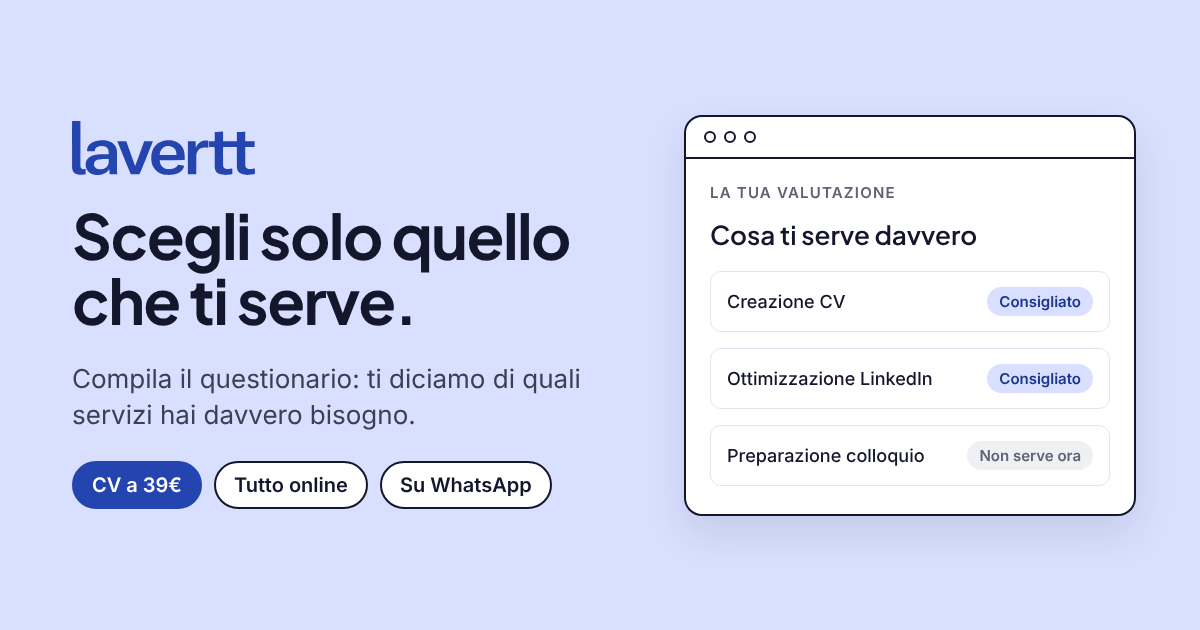 lavertt
Scegli solo quello
che ti serve.
Compila il questionario: ti diciamo di quali
servizi hai davvero bisogno.
CV a 39€
Tutto online
Su WhatsApp
LA TUA VALUTAZIONE
Cosa ti serve davvero
Creazione CV
Consigliato
Ottimizzazione LinkedIn
Consigliato
Preparazione colloquio
Non serve ora